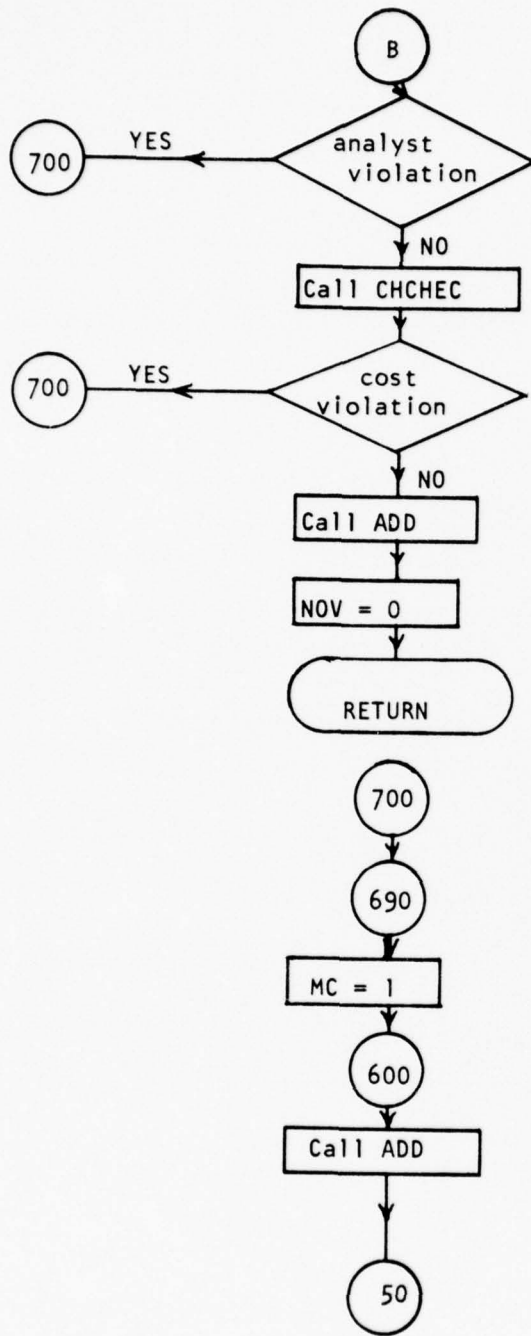 B
analyst
violation
YES
700
NO
Call CHCHEC
cost
violation
YES
700
NO
Call ADD
NOV = 0
RETURN
700
690
MC = 1
600
Call ADD
50